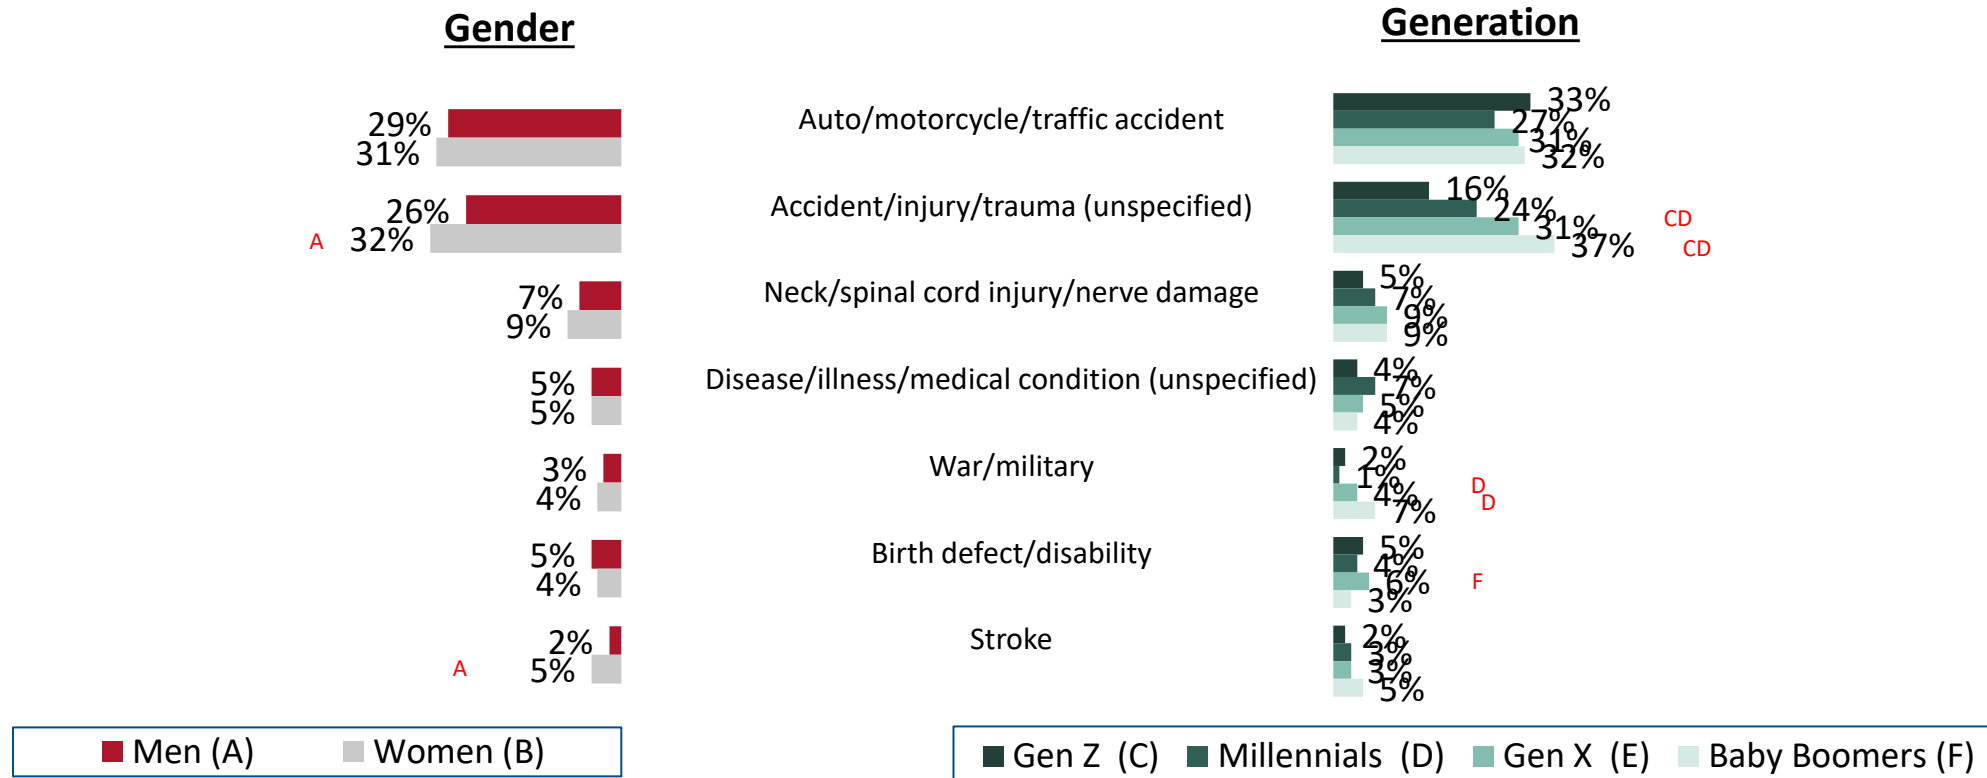 Gender
Generation
29%
31%
Auto/motorcycle/traffic accident
33%
27%
31%
32%
26%
A 32%
Accident/injury/trauma (unspecified)
16%
24%
31% CD
37% CD
7%
9%
Neck/spinal cord injury/nerve damage
5%
7%
9%
9%
5%
5%
Disease/illness/medical condition (unspecified)
4%
7%
5%
4%
3%
4%
War/military
2%
1%
4% D
7% D
5%
4%
Birth defect/disability
5%
4%
6% F
3%
2%
A 5%
Stroke
2%
3%
3%
5%
Men (A) Women (B)
Gen Z (C) Millennials (D) Gen X (E) Baby Boomers (F)